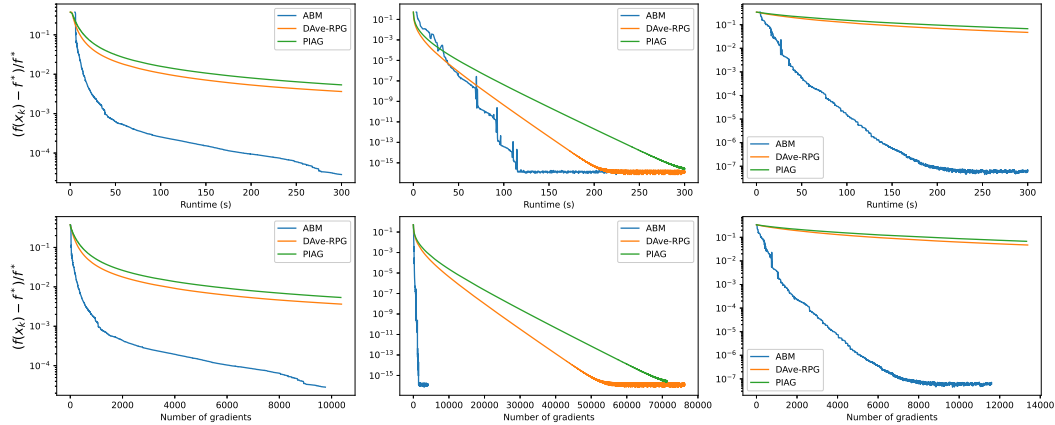 (f(x_k) − f*)/f*
10⁻¹
10⁻²
10⁻³
10⁻⁴
0 50 100 150 200 250 300
Runtime (s)
ABM
DAve-RPG
PIAG
10⁻¹
10⁻³
10⁻⁵
10⁻⁷
10⁻⁹
10⁻¹¹
10⁻¹³
10⁻¹⁵
0 50 100 150 200 250 300
Runtime (s)
ABM
DAve-RPG
PIAG
10⁻¹
10⁻²
10⁻³
10⁻⁴
10⁻⁵
10⁻⁶
10⁻⁷
0 50 100 150 200 250 300
Runtime (s)
ABM
DAve-RPG
PIAG
(f(x_k) − f*)/f*
10⁻¹
10⁻²
10⁻³
10⁻⁴
0 2000 4000 6000 8000 10000
Number of gradients
ABM
DAve-RPG
PIAG
10⁻¹
10⁻³
10⁻⁵
10⁻⁷
10⁻⁹
10⁻¹¹
10⁻¹³
10⁻¹⁵
0 10000 20000 30000 40000 50000 60000 70000 80000
Number of gradients
ABM
DAve-RPG
PIAG
10⁻¹
10⁻²
10⁻³
10⁻⁴
10⁻⁵
10⁻⁶
10⁻⁷
0 2000 4000 6000 8000 10000 12000 14000
Number of gradients
ABM
DAve-RPG
PIAG